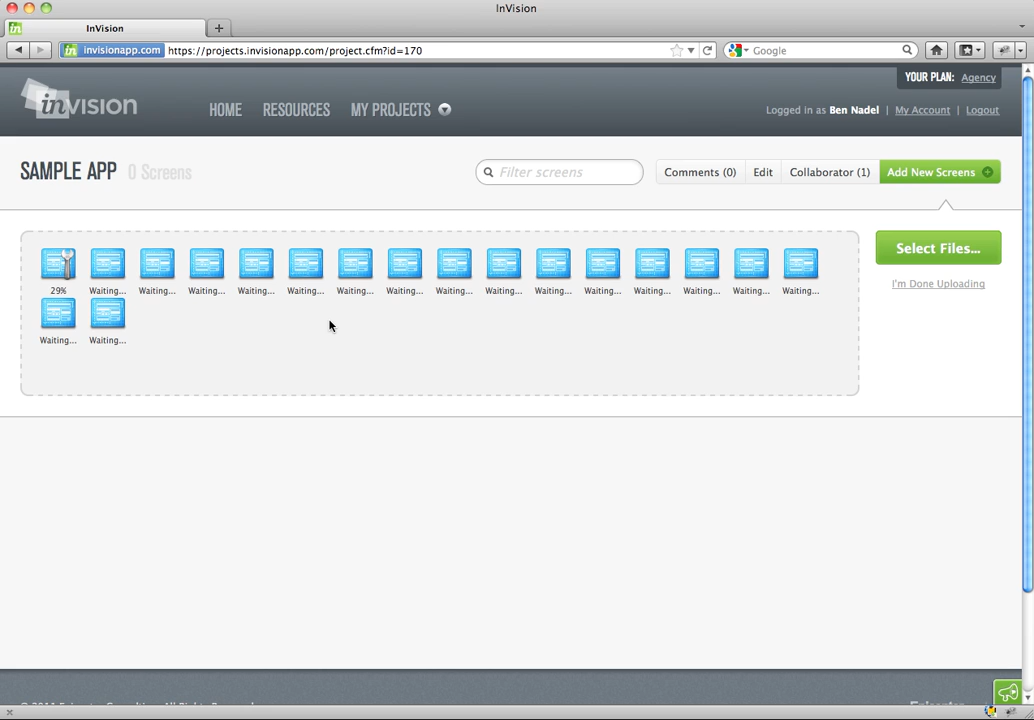 InVision
InVision
invisionapp.com https://projects.invisionapp.com/project.cfm?id=170 Google
YOUR PLAN: Agency
inVISION HOME RESOURCES MY PROJECTS
Logged in as Ben Nadel | My Account | Logout
SAMPLE APP 0 Screens Filter screens Comments (0) Edit Collaborator (1) Add New Screens
Select Files...
I'm Done Uploading
29% Waiting... Waiting... Waiting... Waiting... Waiting... Waiting... Waiting... Waiting... Waiting... Waiting... Waiting... Waiting... Waiting... Waiting... Waiting...
Waiting... Waiting...